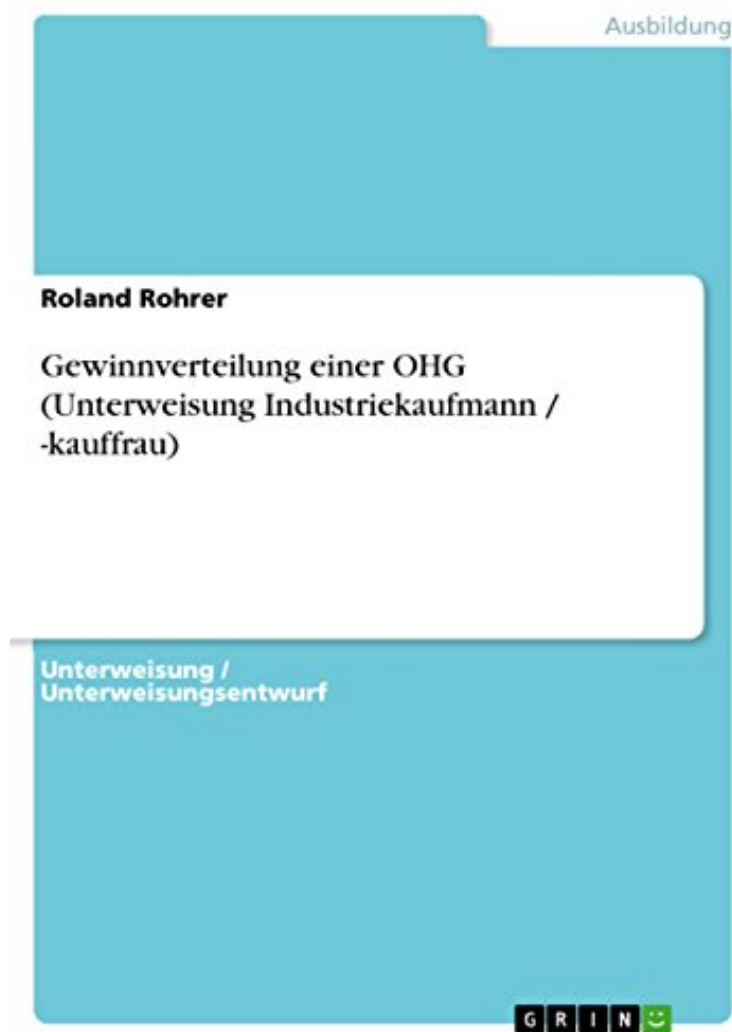 Ausbildung
Roland Rohrer
Gewinnverteilung einer OHG
(Unterweisung Industriekaufmann /
-kauffrau)
Unterweisung /
Unterweisungsentwurf
GRIN